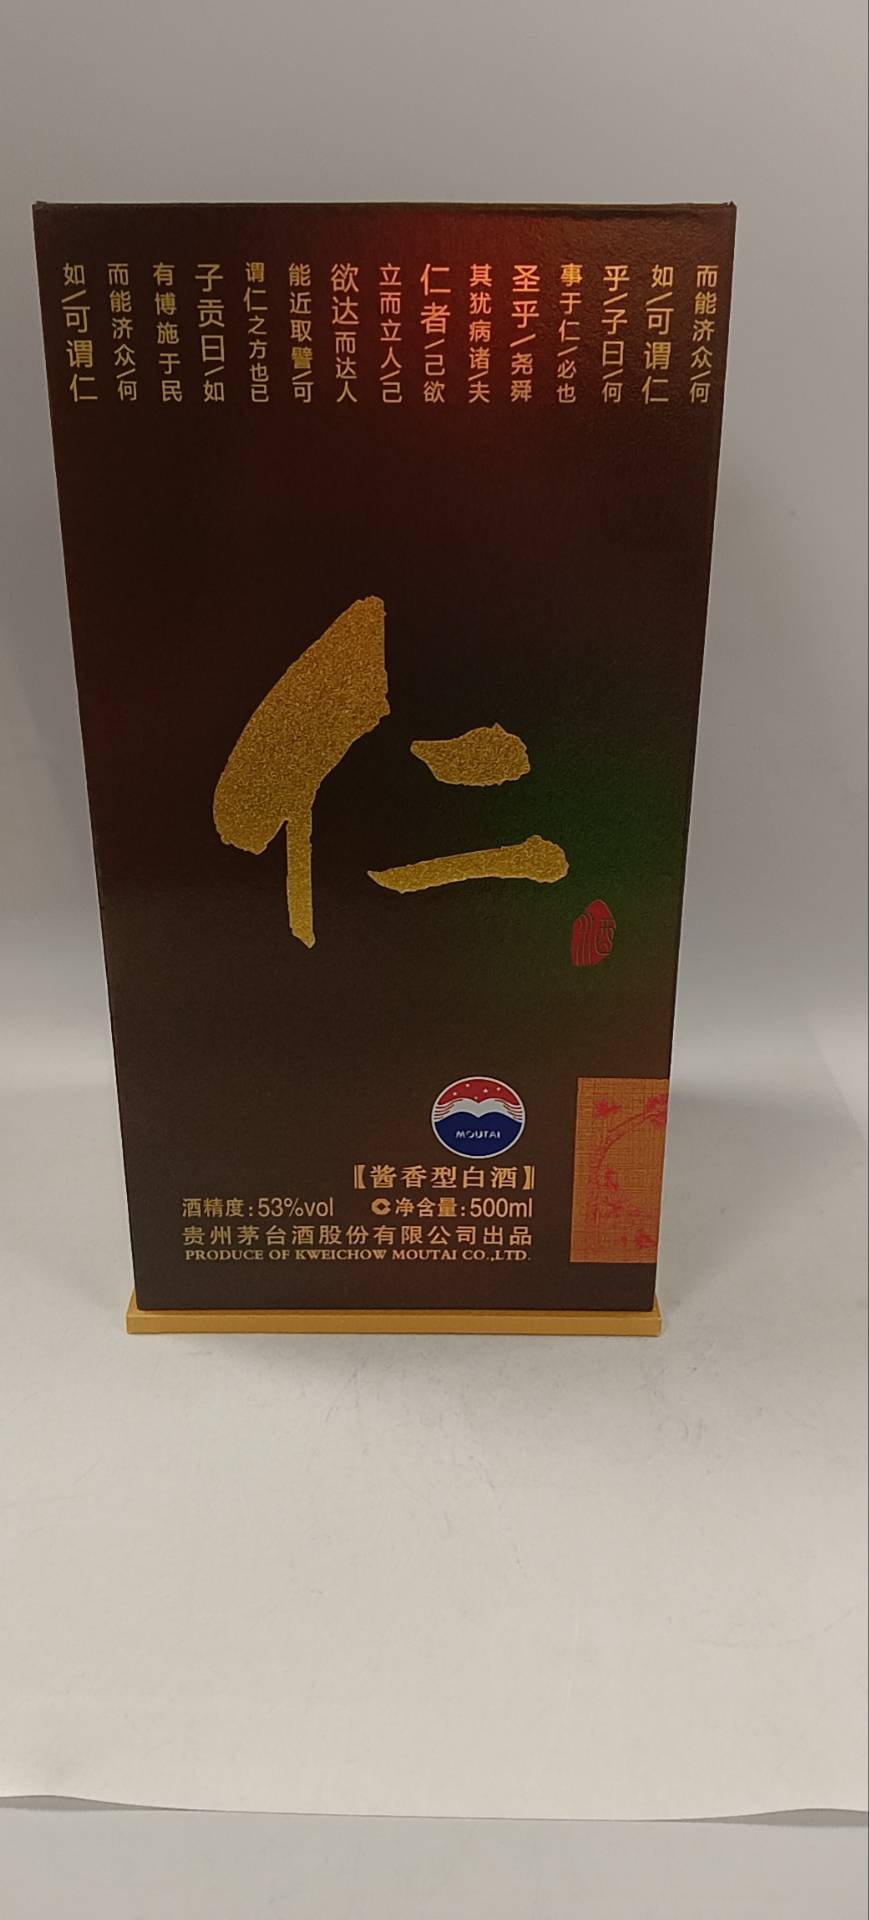 如/可谓仁
而能济众/何
有博施于民
子贡曰/如
谓仁之方也已
能近取譬/可
欲达而达人
立而立人/己
仁者/己欲
其犹病诸/夫
圣乎/尧舜
事于仁/必也
乎/子曰/何
如/可谓仁
而能济众/何
仁
酒
MOUTAI
【酱香型白酒】
酒精度:53%vol C净含量:500ml
贵州茅台酒股份有限公司出品
PRODUCE OF KWEICHOW MOUTAI CO.,LTD.